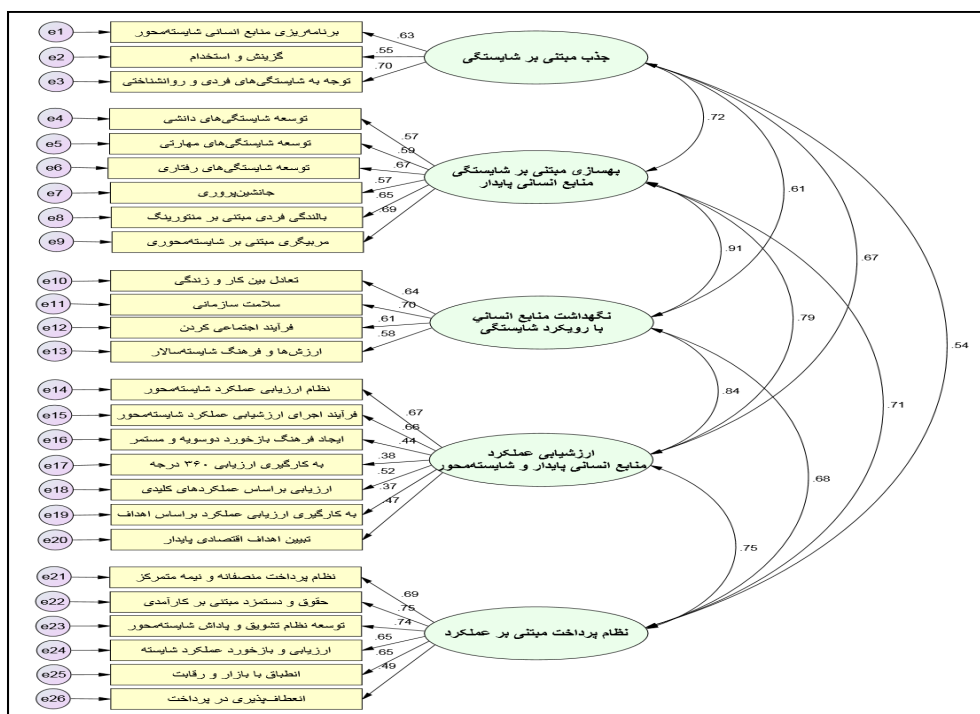 e1
برنامه‌ریزی منابع انسانی شایسته‌محور
.63
e2
گزینش و استخدام
.55
e3
توجه به شایستگی‌های فردی و روانشناختی
.70
جذب مبتنی بر شایستگی
e4
توسعه شایستگی‌های دانشی
.57
e5
توسعه شایستگی‌های مهارتی
.59
e6
توسعه شایستگی‌های رفتاری
.67
e7
جانشین‌پروری
.57
e8
بالندگی فردی مبتنی بر منتورینگ
.65
e9
مربیگری مبتنی بر شایسته‌محوری
.69
بهسازی مبتنی بر شایستگی
منابع انسانی پایدار
e10
تعادل بین کار و زندگی
.64
e11
سلامت سازمانی
.70
e12
فرآیند اجتماعی کردن
.61
e13
ارزش‌ها و فرهنگ شایسته‌سالار
.58
نگهداشت منابع انسانی
با رویکرد شایستگی
e14
نظام ارزیابی عملکرد شایسته‌محور
.67
e15
فرآیند اجرای ارزشیابی عملکرد شایسته‌محور
.66
e16
ایجاد فرهنگ بازخورد دوسویه و مستمر
.44
e17
به کارگیری ارزیابی ۳۶۰ درجه
.38
e18
ارزیابی براساس عملکردهای کلیدی
.52
e19
به کارگیری ارزیابی عملکرد براساس اهداف
.37
e20
تبیین اهداف اقتصادی پایدار
.47
ارزشیابی عملکرد
منابع انسانی پایدار و شایسته‌محور
e21
نظام پرداخت منصفانه و نیمه متمرکز
.69
e22
حقوق و دستمزد مبتنی بر کارآمدی
.75
e23
توسعه نظام تشویق و پاداش شایسته‌محور
.74
e24
ارزیابی و بازخورد عملکرد شایسته
.65
e25
انطباق با بازار و رقابت
.65
e26
انعطاف‌پذیری در پرداخت
.49
نظام پرداخت مبتنی بر عملکرد
.72
.61
.91
.67
.79
.54
.84
.71
.68
.75